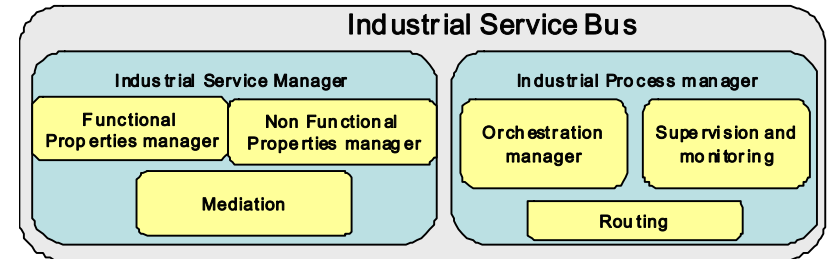 Industrial Service Bus
Industrial Service Manager
Functional
Properties manager
Non Functional
Properties manager
Mediation
Industrial Process manager
Orchestration
manager
Supervision and
monitoring
Routing